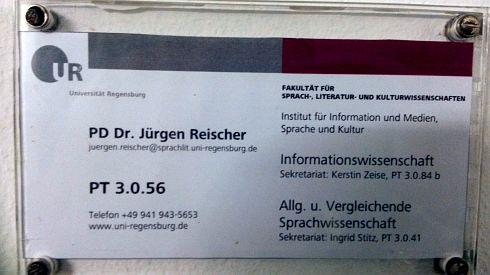 UR
Universität Regensburg
PD Dr. Jürgen Reischer
juergen.reischer@sprachlit.uni-regensburg.de
PT 3.0.56
Telefon +49 941 943-5653
www.uni-regensburg.de
FAKULTÄT FÜR
SPRACH-, LITERATUR- UND KULTURWISSENSCHAFTEN
Institut für Information und Medien,
Sprache und Kultur
Informationswissenschaft
Sekretariat: Kerstin Zeise, PT 3.0.84 b
Allg. u. Vergleichende
Sprachwissenschaft
Sekretariat: Ingrid Stitz, PT 3.0.41